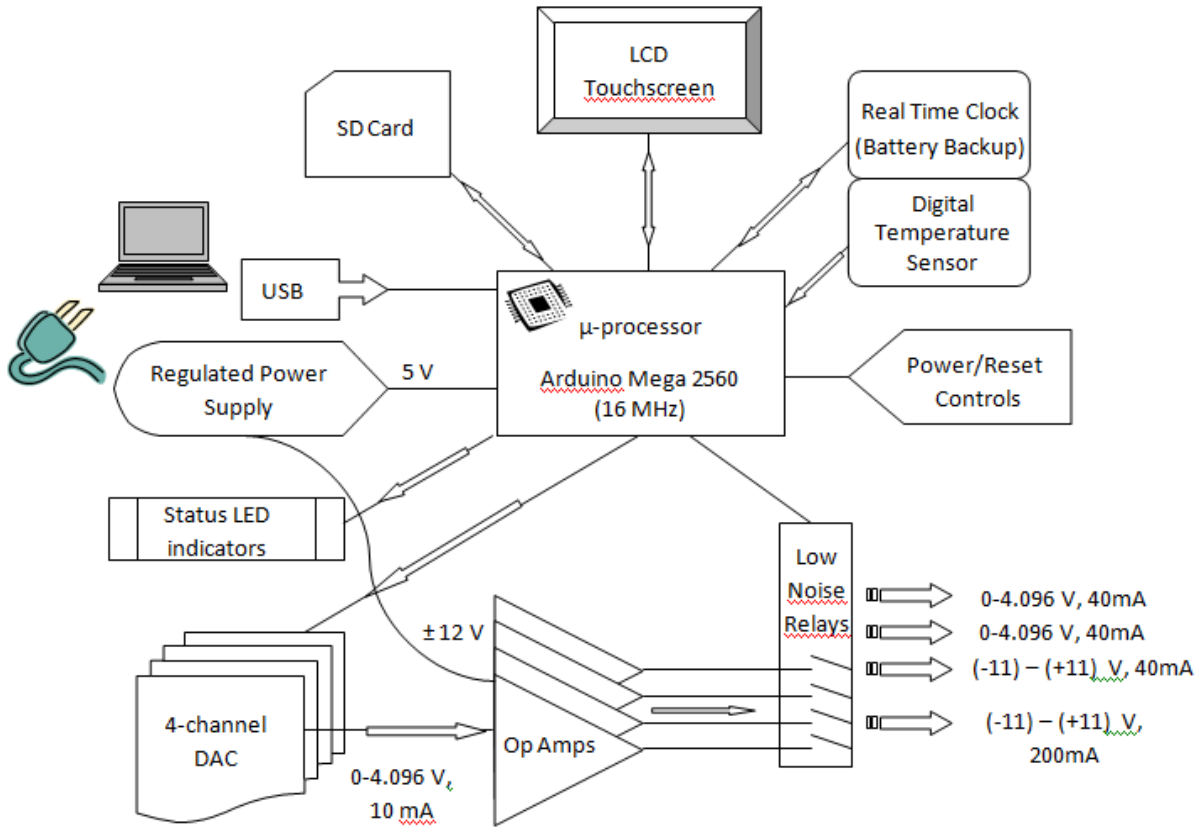 LCD
Touchscreen
SD Card
Real Time Clock
(Battery Backup)
Digital
Temperature
Sensor
USB
µ-processor
Arduino Mega 2560
(16 MHz)
Regulated Power
Supply
5 V
Power/Reset
Controls
Status LED
indicators
Low
Noise
Relays
± 12 V
4-channel
DAC
0-4.096 V,
10 mA
Op Amps
0-4.096 V, 40mA
0-4.096 V, 40mA
(-11) – (+11) V, 40mA
(-11) – (+11) V,
200mA